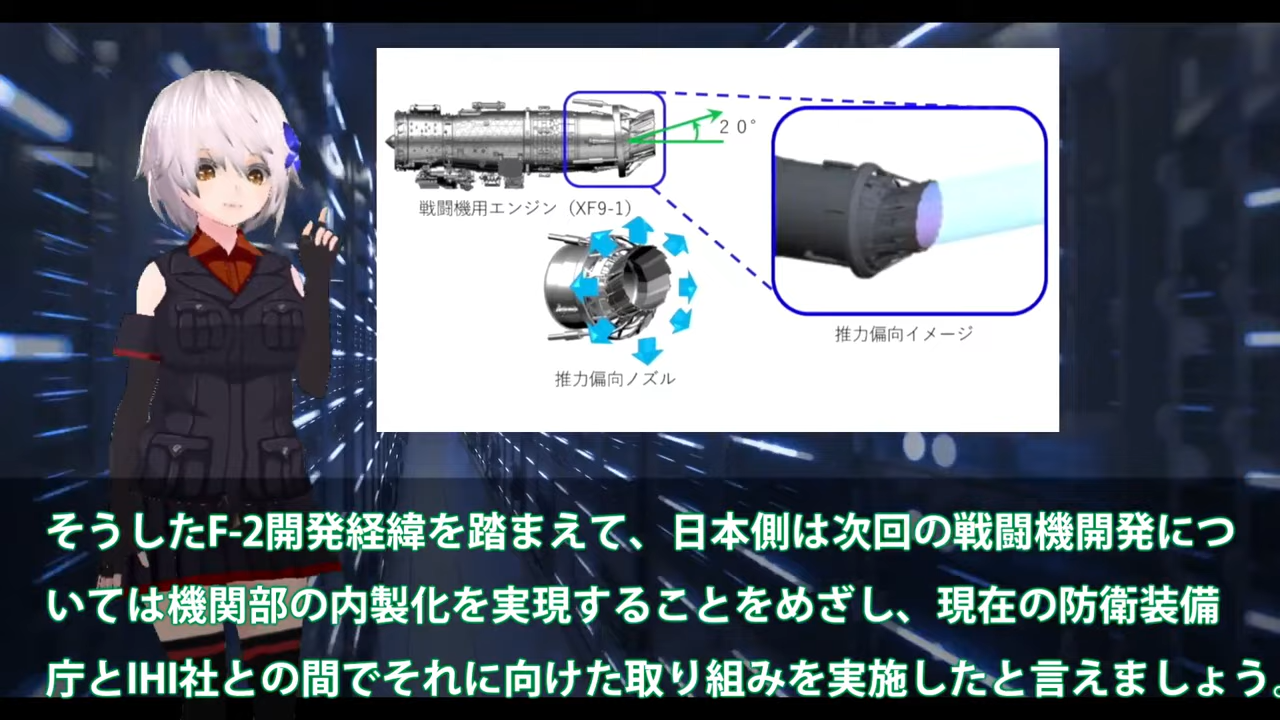 ２０°
戦闘機用エンジン（XF9-1）
推力偏向イメージ
推力偏向ノズル
そうしたF-2開発経緯を踏まえて、日本側は次回の戦闘機開発につ
いては機関部の内製化を実現することをめざし、現在の防衛装備
庁とIHI社との間でそれに向けた取り組みを実施したと言えましょう。